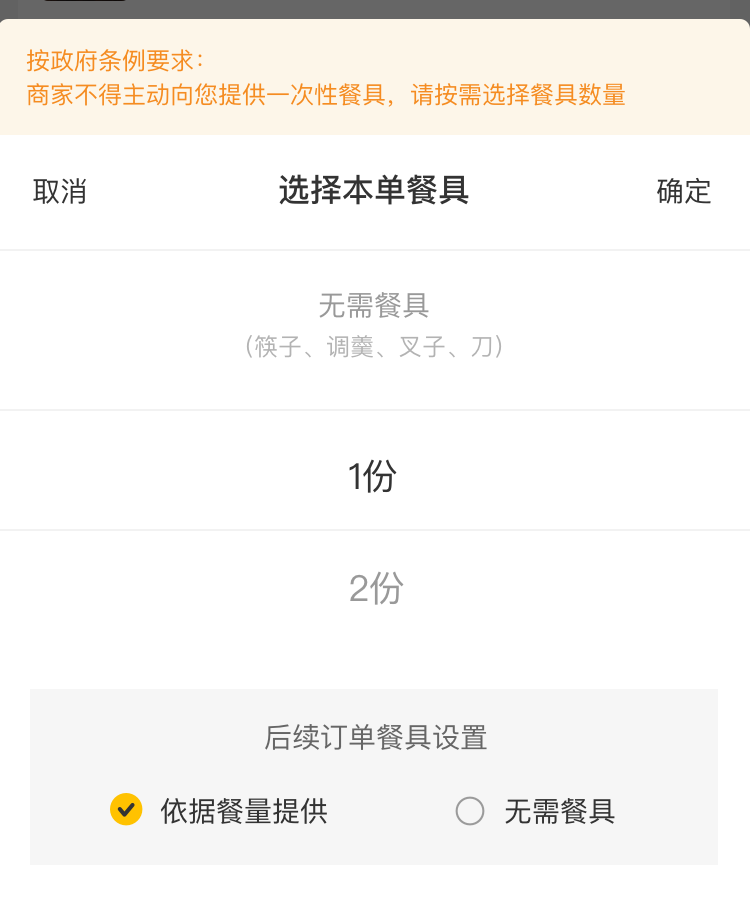 按政府条例要求：
商家不得主动向您提供一次性餐具，请按需选择餐具数量
取消 选择本单餐具 确定
无需餐具
(筷子、调羹、叉子、刀)
1份
2份
后续订单餐具设置
依据餐量提供 无需餐具